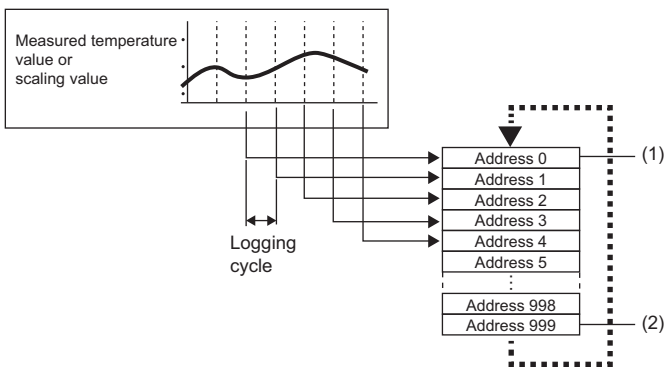 Measured temperature
value or
scaling value
Logging
cycle
Address 0
Address 1
Address 2
Address 3
Address 4
Address 5
Address 998
Address 999
(1)
(2)